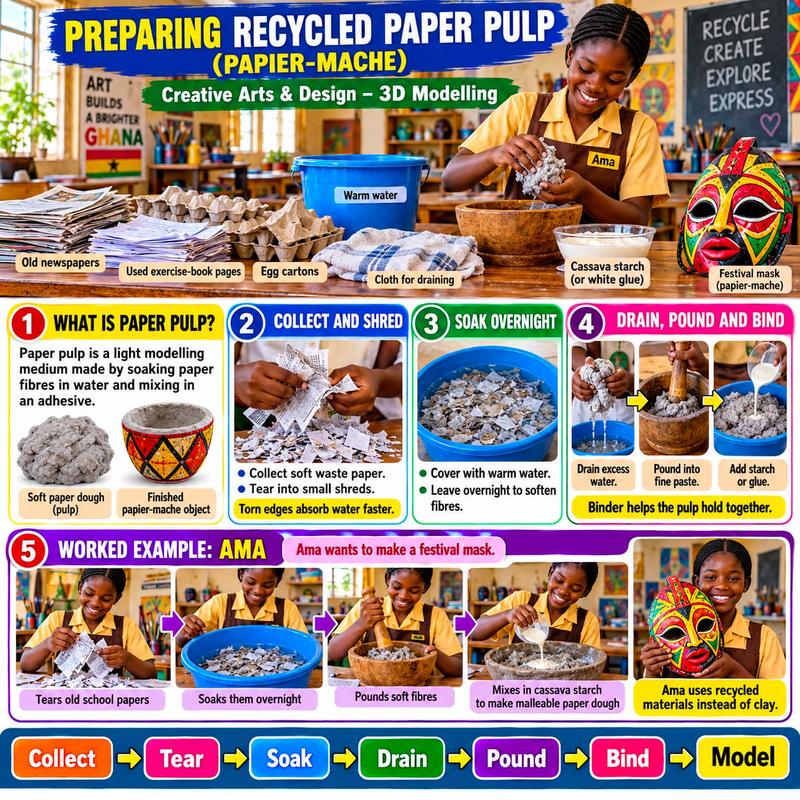 PREPARING RECYCLED PAPER PULP
(PAPIER-MACHE)
Creative Arts & Design – 3D Modelling
ART
BUILDS
A BRIGHTER
GHANA
RECYCLE
CREATE
EXPLORE
EXPRESS
Ama
Warm water
Old newspapers
Used exercise-book pages
Egg cartons
Cloth for draining
Cassava starch
(or white glue)
Festival mask
(papier-mache)
1 WHAT IS PAPER PULP?
Paper pulp is a light modelling
medium made by soaking paper
fibres in water and mixing in
an adhesive.
Soft paper dough
(pulp)
Finished
papier-mache object
2 COLLECT AND SHRED
• Collect soft waste paper.
• Tear into small shreds.
Torn edges absorb water faster.
3 SOAK OVERNIGHT
• Cover with warm water.
• Leave overnight to soften
fibres.
4 DRAIN, POUND AND BIND
Drain excess
water.
Pound into
fine paste.
Add starch
or glue.
Binder helps the pulp hold together.
5 WORKED EXAMPLE: AMA
Ama wants to make a festival mask.
Tears old school papers
Soaks them overnight
Pounds soft fibres
Mixes in cassava starch
to make malleable paper dough
Ama uses recycled
materials instead of clay.
Collect
Tear
Soak
Drain
Pound
Bind
Model